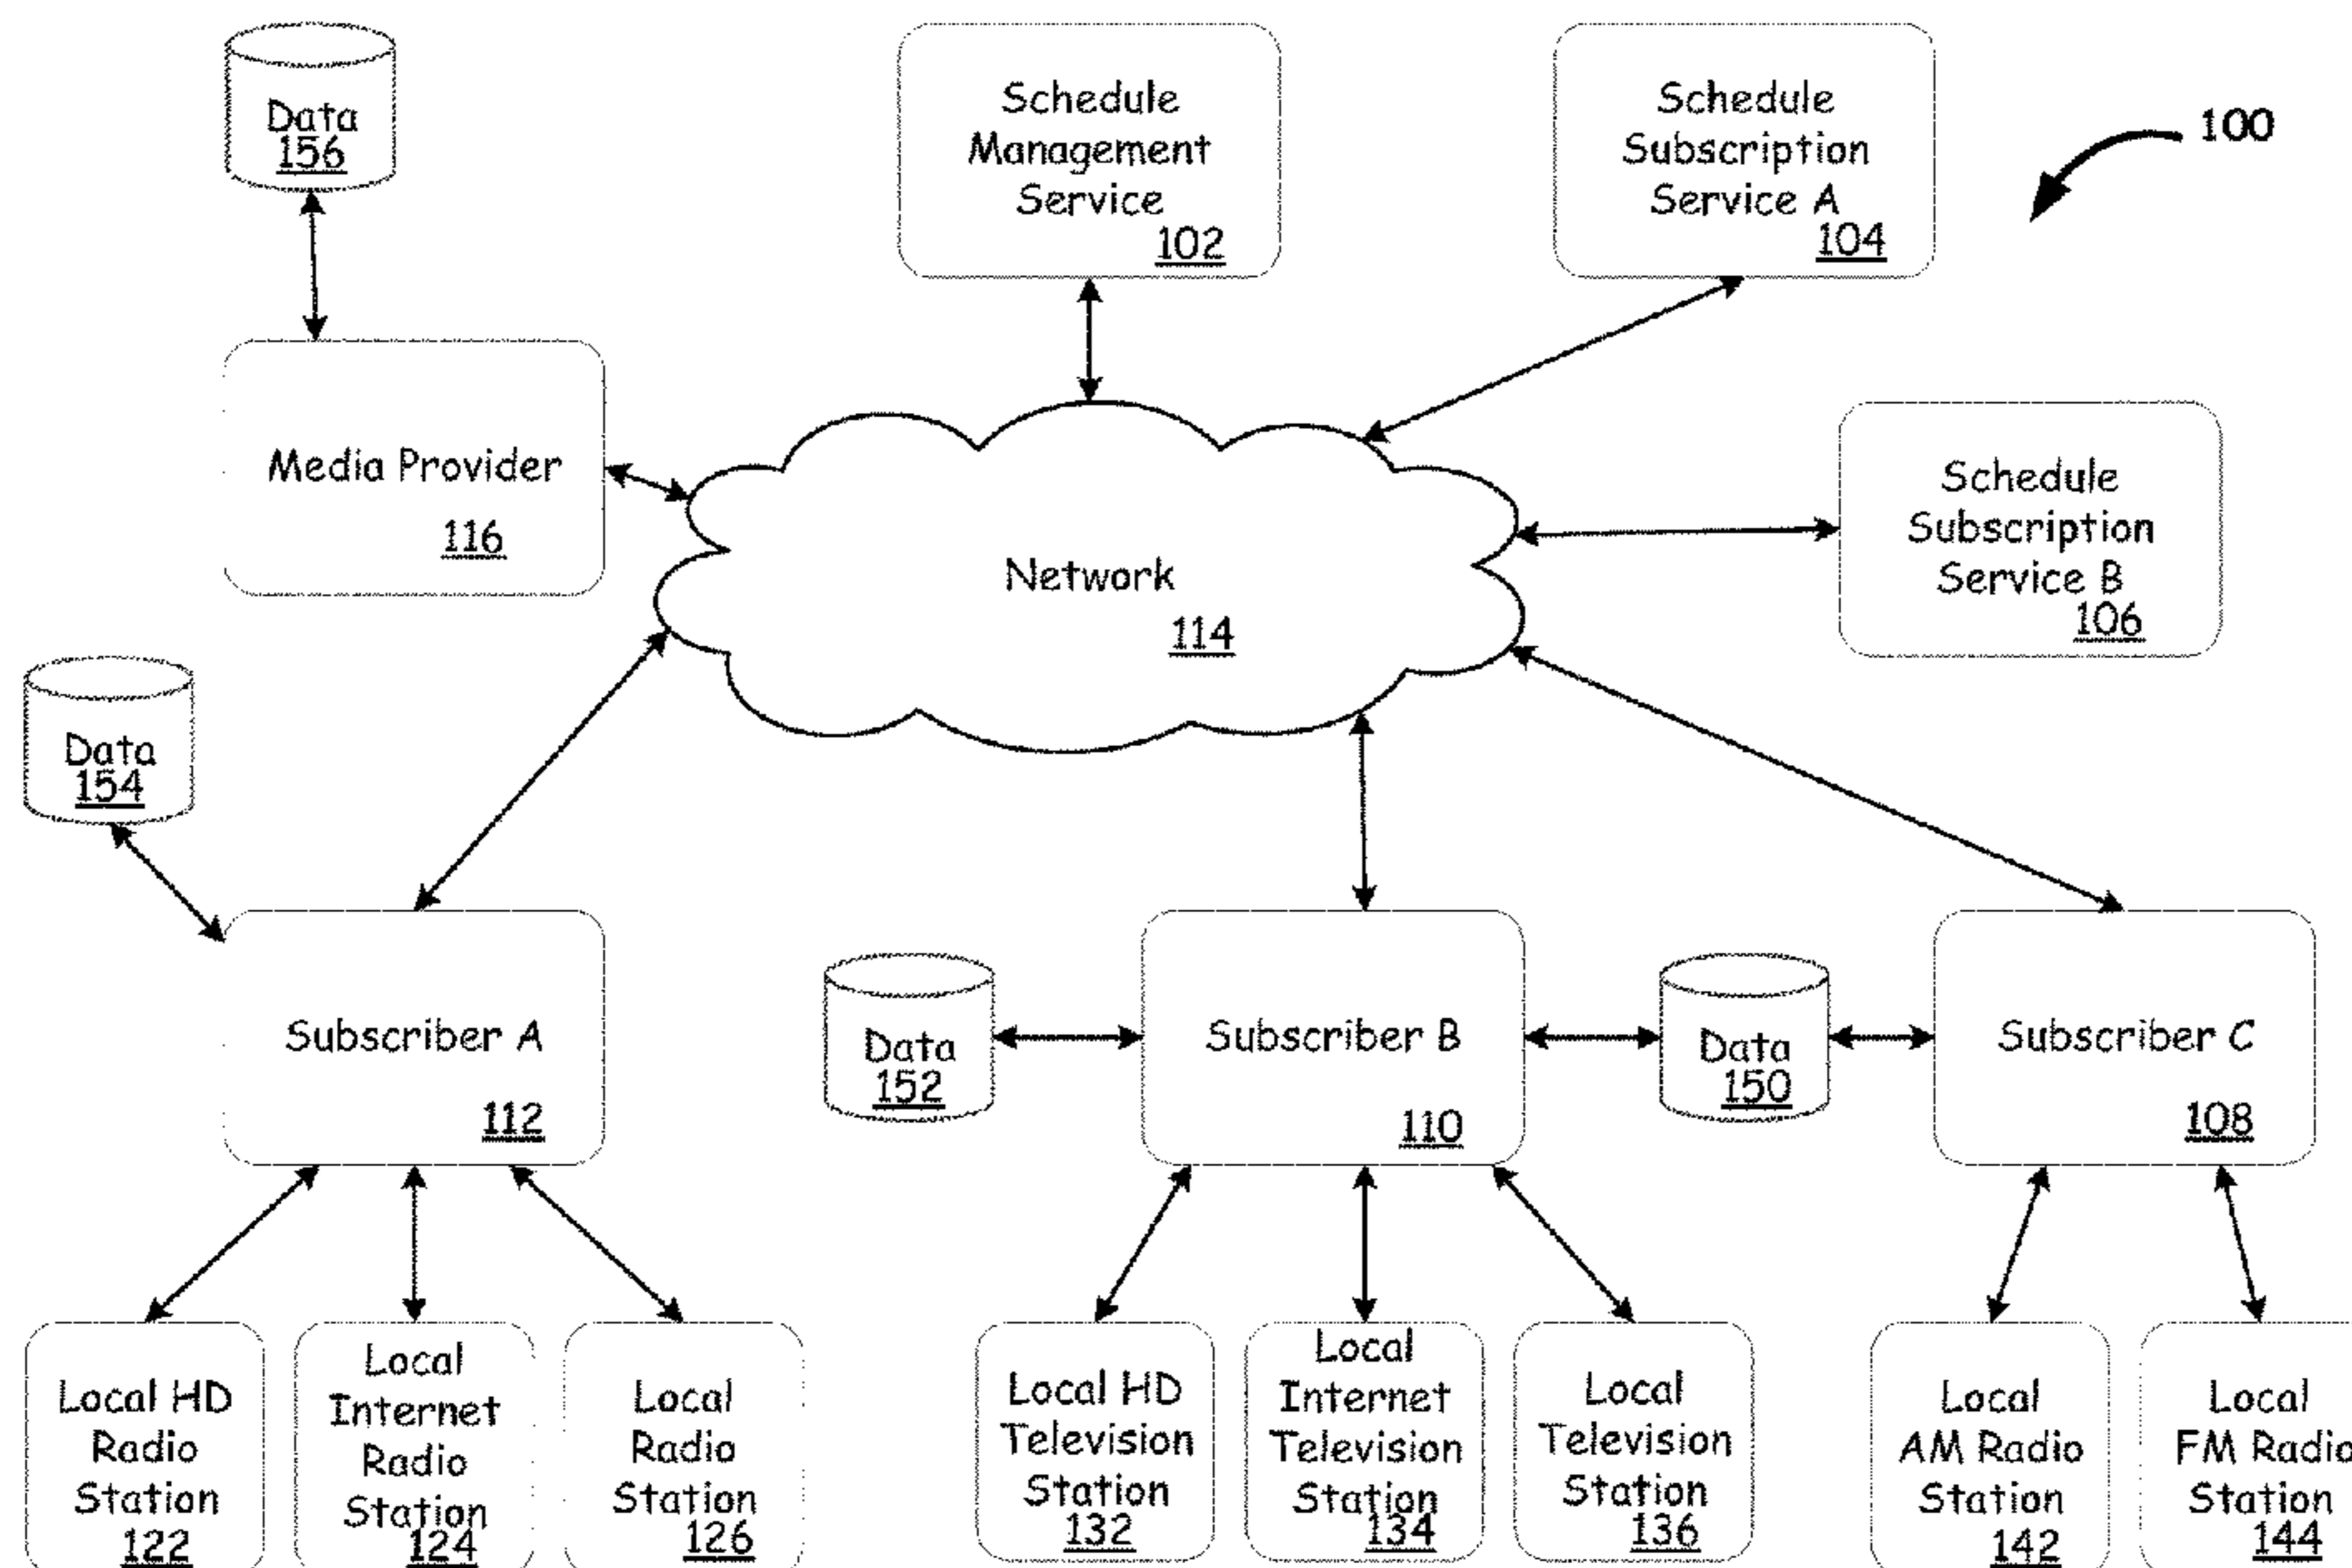 Data
156
Schedule
Management
Service
102
Schedule
Subscription
Service A
104
100
Media Provider
116
Network
114
Schedule
Subscription
Service B
106
Data
154
Subscriber A
112
Data
152
Subscriber B
110
Data
150
Subscriber C
108
Local HD
Radio
Station
122
Local
Internet
Radio
Station
124
Local
Radio
Station
126
Local HD
Television
Station
132
Local
Internet
Television
Station
134
Local
Television
Station
136
Local
AM Radio
Station
142
Local
FM Radio
Station
144